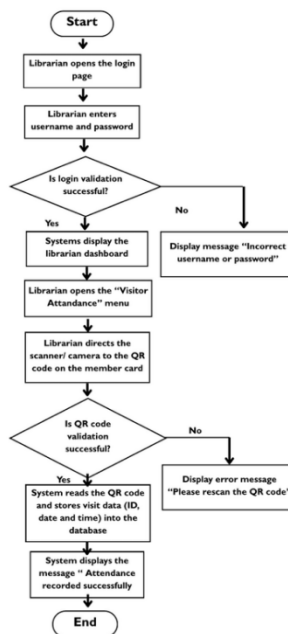 Start
Librarian opens the login
page
Librarian enters
username and password
Is login validation
successful?
No
Yes
Systems display the
librarian dashboard
Display message “Incorrect
username or password”
Librarian opens the “Visitor
Attandance” menu
Librarian directs the
scanner/ camera to the QR
code on the member card
Is QR code
validation
successful?
No
Yes
System reads the QR code
and stores visit data (ID,
date and time) into the
database
Display error message
“Please rescan the QR code”
System displays the
message “ Attendance
recorded successfully
End